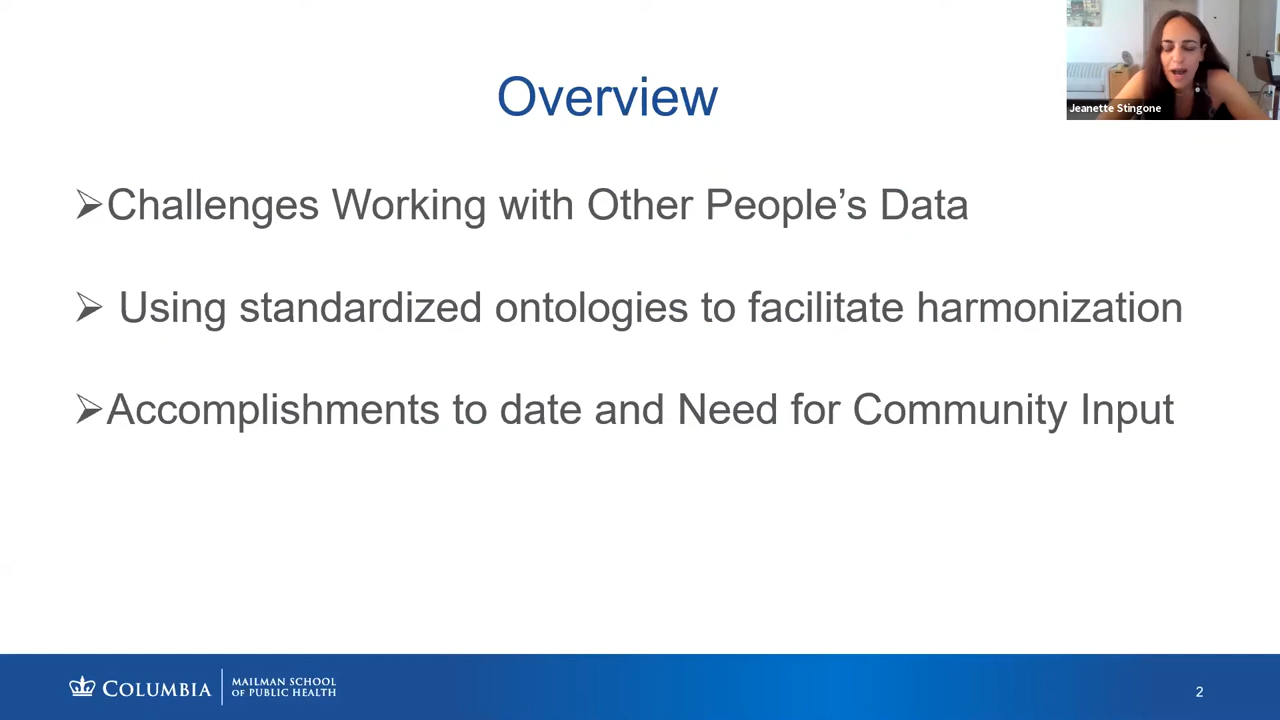 Overview
Jeanette Stingone
➢Challenges Working with Other People’s Data
➢ Using standardized ontologies to facilitate harmonization
➢Accomplishments to date and Need for Community Input
COLUMBIA
MAILMAN SCHOOL
OF PUBLIC HEALTH
2